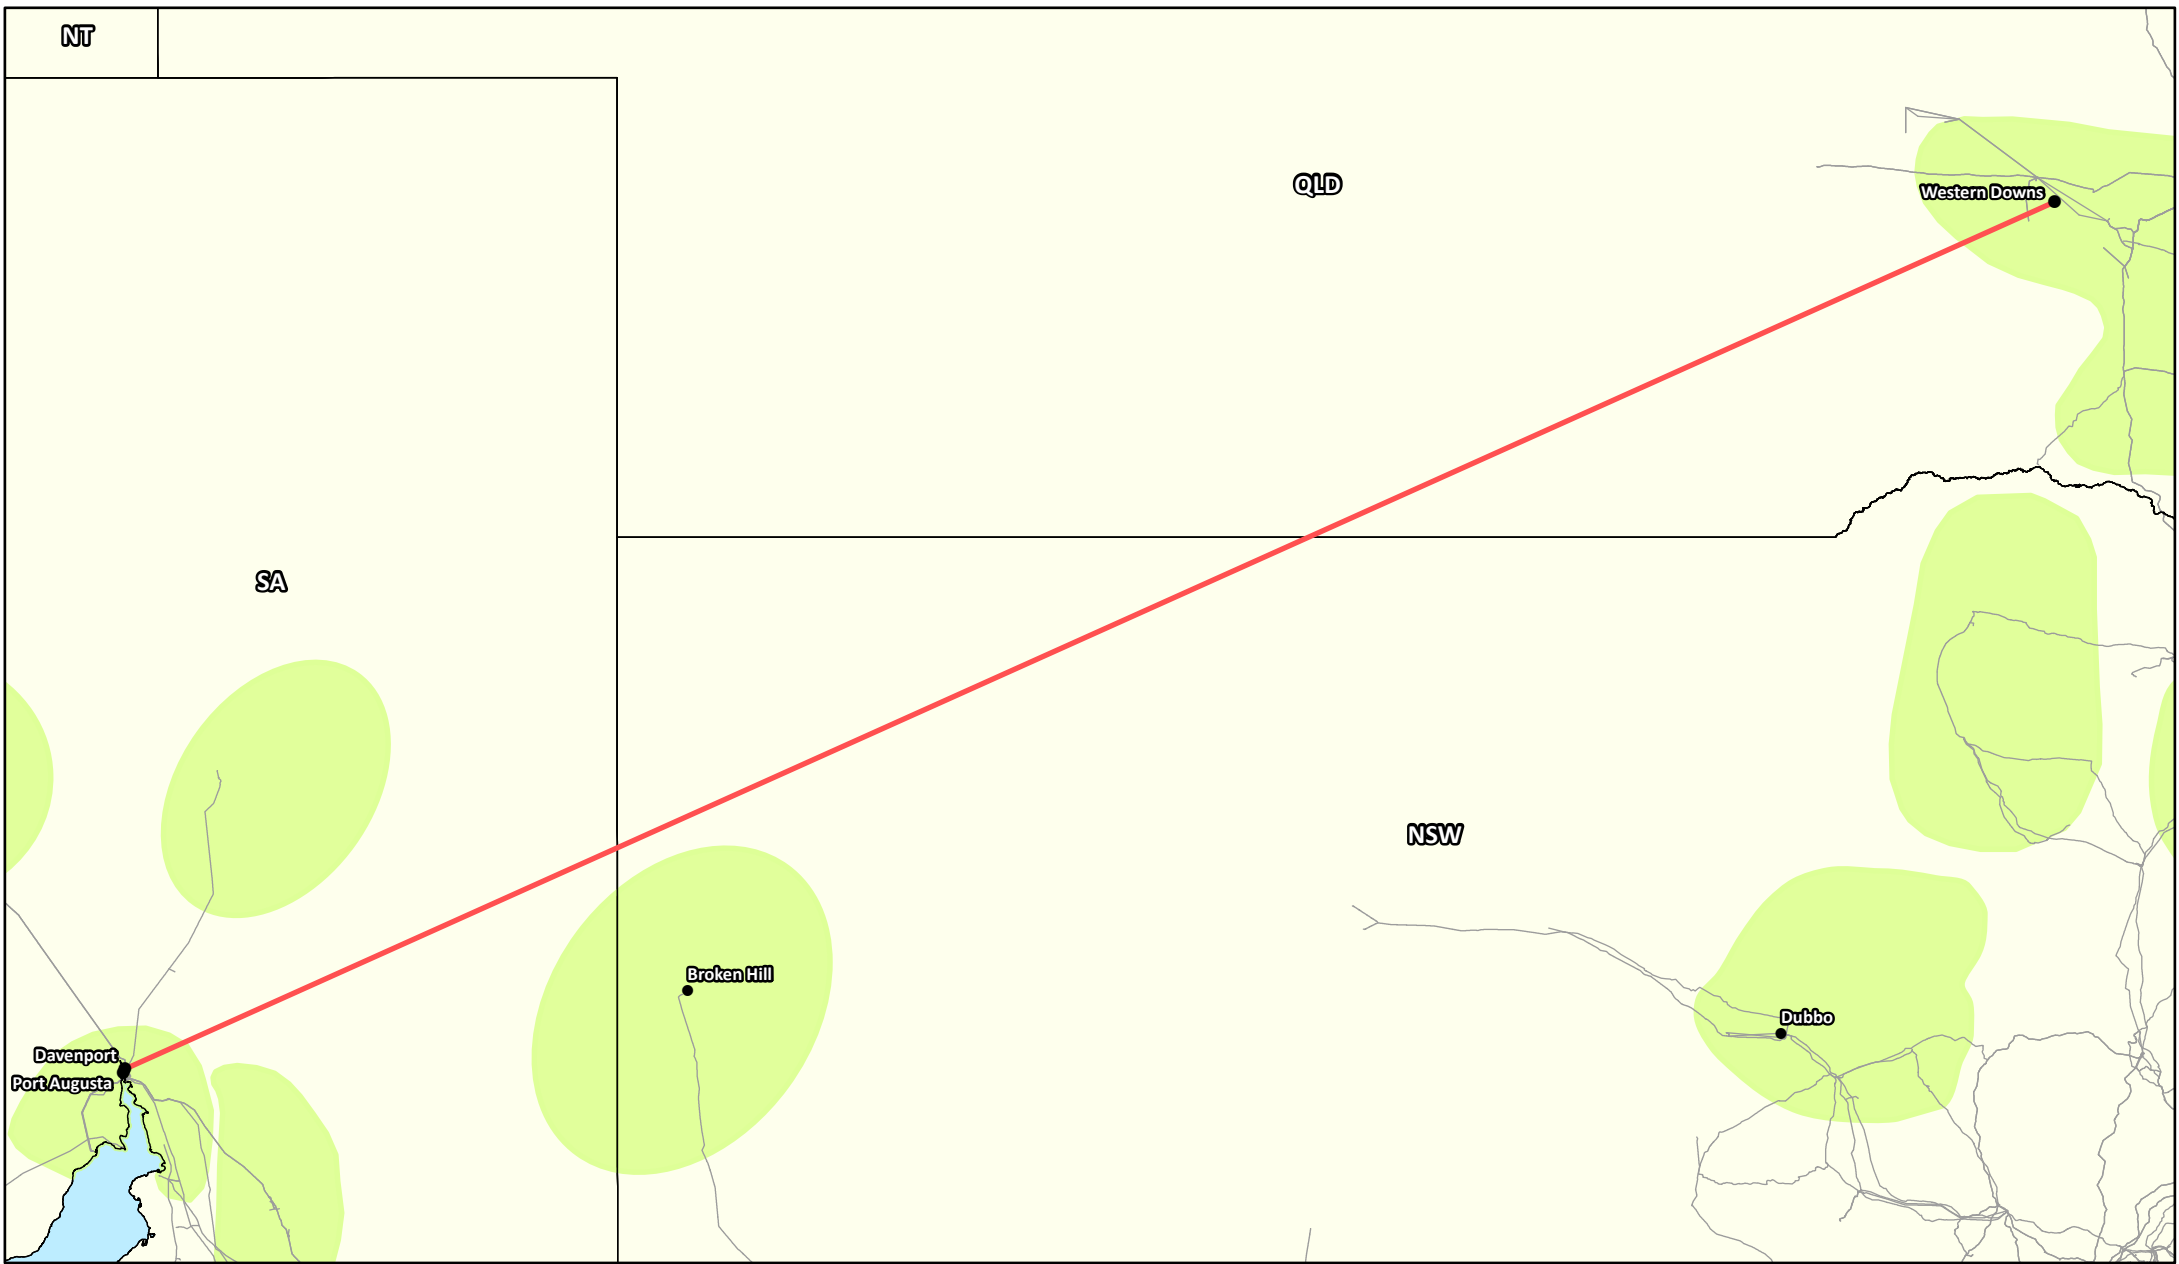 NT
QLD
Western Downs
SA
NSW
Broken Hill
Dubbo
Davenport
Port Augusta